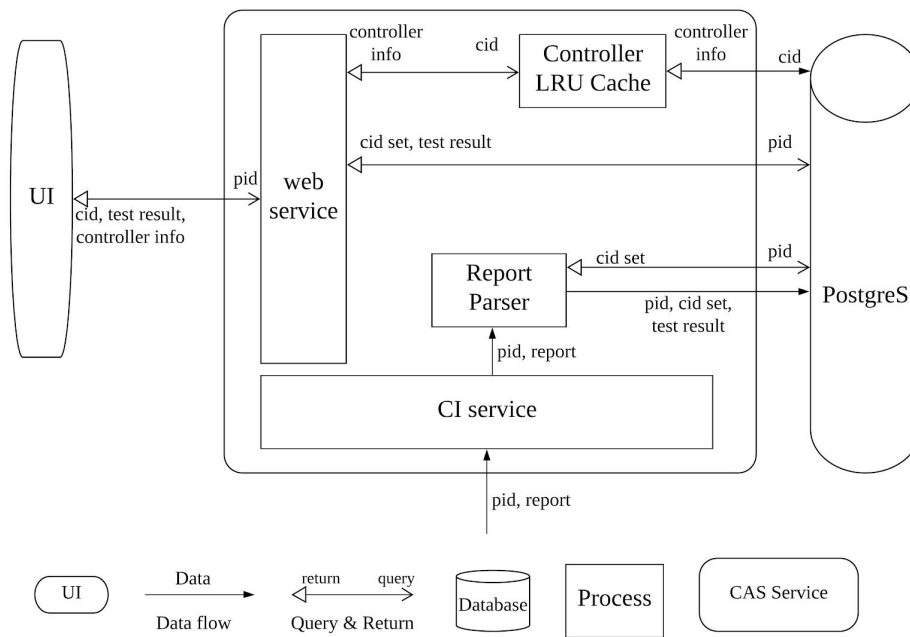 controller
info
cid
Controller
LRU Cache
controller
info
cid
cid set, test result
pid
UI
pid
web
service
cid, test result,
controller info
cid set
pid
Report
Parser
pid, cid set,
test result
PostgreS
pid, report
CI service
pid, report
UI
Data
Data flow
return
query
Query & Return
Database
Process
CAS Service